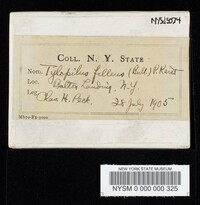 NYS15074
COLL. N. Y. STATE
Nom. Tylopilus felleus (Bull.) P. Karst
Loc. Bolton Landing, N.Y.
Leg. Chas H. Peck. 28 July 1905
NEW YORK STATE MUSEUM
NYSM 0 000 000 325